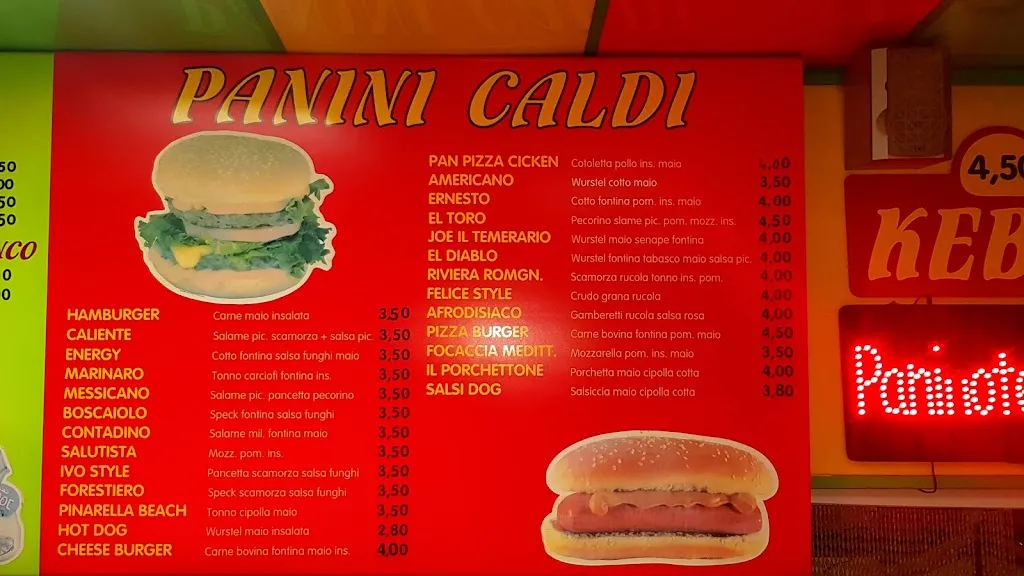 PANINI CALDI
HAMBURGER Carne maio insalata 3,50
CALIENTE Salame pic. scamorza + salsa pic. 3,50
ENERGY Cotto fontina salsa funghi maio 3,50
MARINARO Tonno carciofi fontina ins. 3,50
MESSICANO Salame pic. pancetta pecorino 3,50
BOSCAIOLO Speck fontina salsa funghi 3,50
CONTADINO Salame mil. fontina maio 3,50
SALUTISTA Mozz. pom. ins. 3,50
IVO STYLE Pancetta scamorza salsa funghi 3,50
FORESTIERO Speck scamorza salsa funghi 3,50
PINARELLA BEACH Tonno cipolla maio 3,50
HOT DOG Wurstel maio insalata 2,80
CHEESE BURGER Carne bovina fontina maio ins. 4,00
PAN PIZZA CICKEN Cotoletta pollo ins. maio
AMERICANO Wurstel cotto maio 3,50
ERNESTO Cotto fontina pom. ins. maio 4,00
EL TORO Pecorino slame pic. pom. mozz. ins. 4,50
JOE IL TEMERARIO Wurstel maio senape fontina 4,00
EL DIABLO Wurstel fontina tabasco maio salsa pic. 4,00
RIVIERA ROMGN. Scamorza rucola tonno ins. pom. 4,00
FELICE STYLE Crudo grana rucola 4,00
AFRODISIACO Gamberetti rucola salsa rosa 4,00
PIZZA BURGER Carne bovina fontina pom. maio 4,50
FOCACCIA MEDITT. Mozzarella pom. ins. maio 3,50
IL PORCHETTONE Porchetta maio cipolla cotta 4,00
SALSI DOG Salsiccia maio cipolla cotta 3,80
4,50
KEB